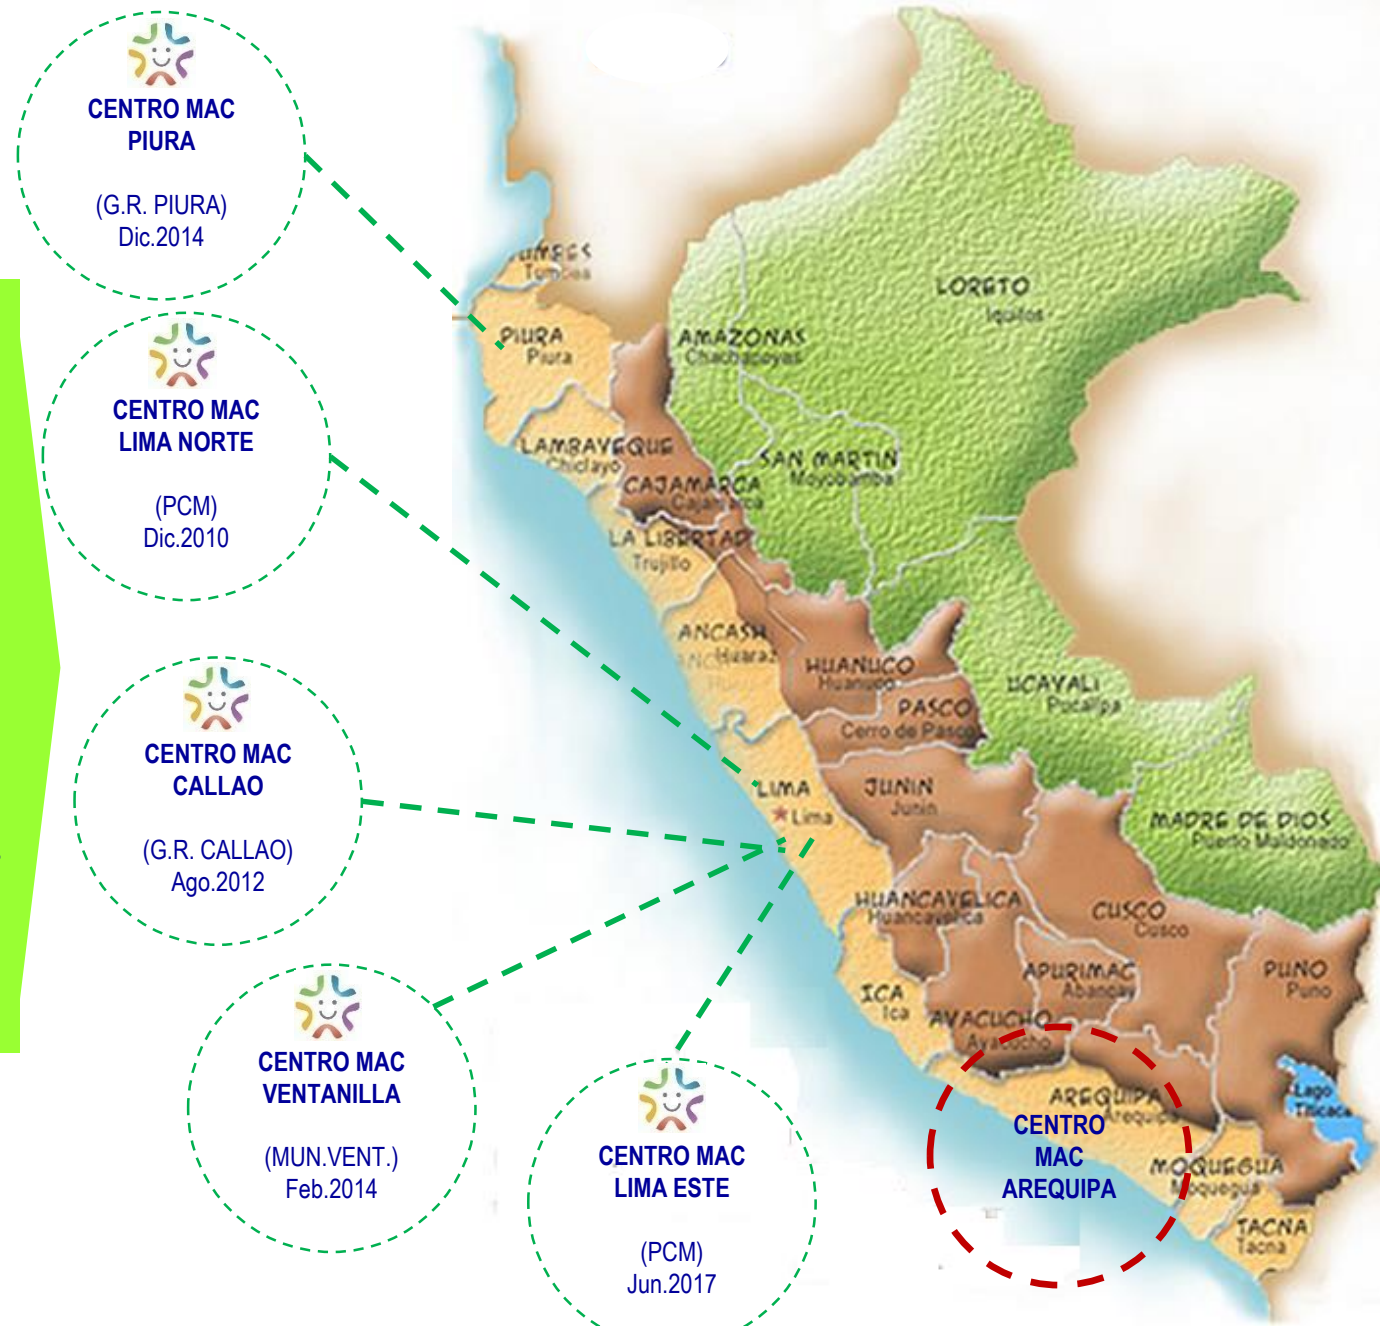 CENTRO MAC
PIURA
(G.R. PIURA)
Dic.2014
CENTRO MAC
LIMA NORTE
(PCM)
Dic.2010
CENTRO MAC
CALLAO
(G.R. CALLAO)
Ago.2012
CENTRO MAC
VENTANILLA
(MUN.VENT.)
Feb.2014
CENTRO MAC
LIMA ESTE
(PCM)
Jun.2017
CENTRO
MAC
AREQUIPA
Tumbes
PIURA
Piura
LAMBAYEQUE
Chiclayo
CAJAMARCA
Cajamarca
AMAZONAS
Chachapoyas
LORETO
Iquitos
SAN MARTIN
Moyobamba
LA LIBERTAD
Trujillo
ANCASH
Huaraz
HUANUCO
Huanuco
PASCO
Cerro de Pasco
UCAYALI
Pucallpa
LIMA
Lima
JUNIN
Junin
MADRE DE DIOS
Puerto Maldonado
HUANCAVELICA
Huancavelica
CUSCO
Cusco
APURIMAC
Abancay
PUNO
Puno
ICA
Ica
AYACUCHO
Ayacucho
AREQUIPA
Arequipa
Lago
Titicaca
MOQUEGUA
Moquegua
TACNA
Tacna